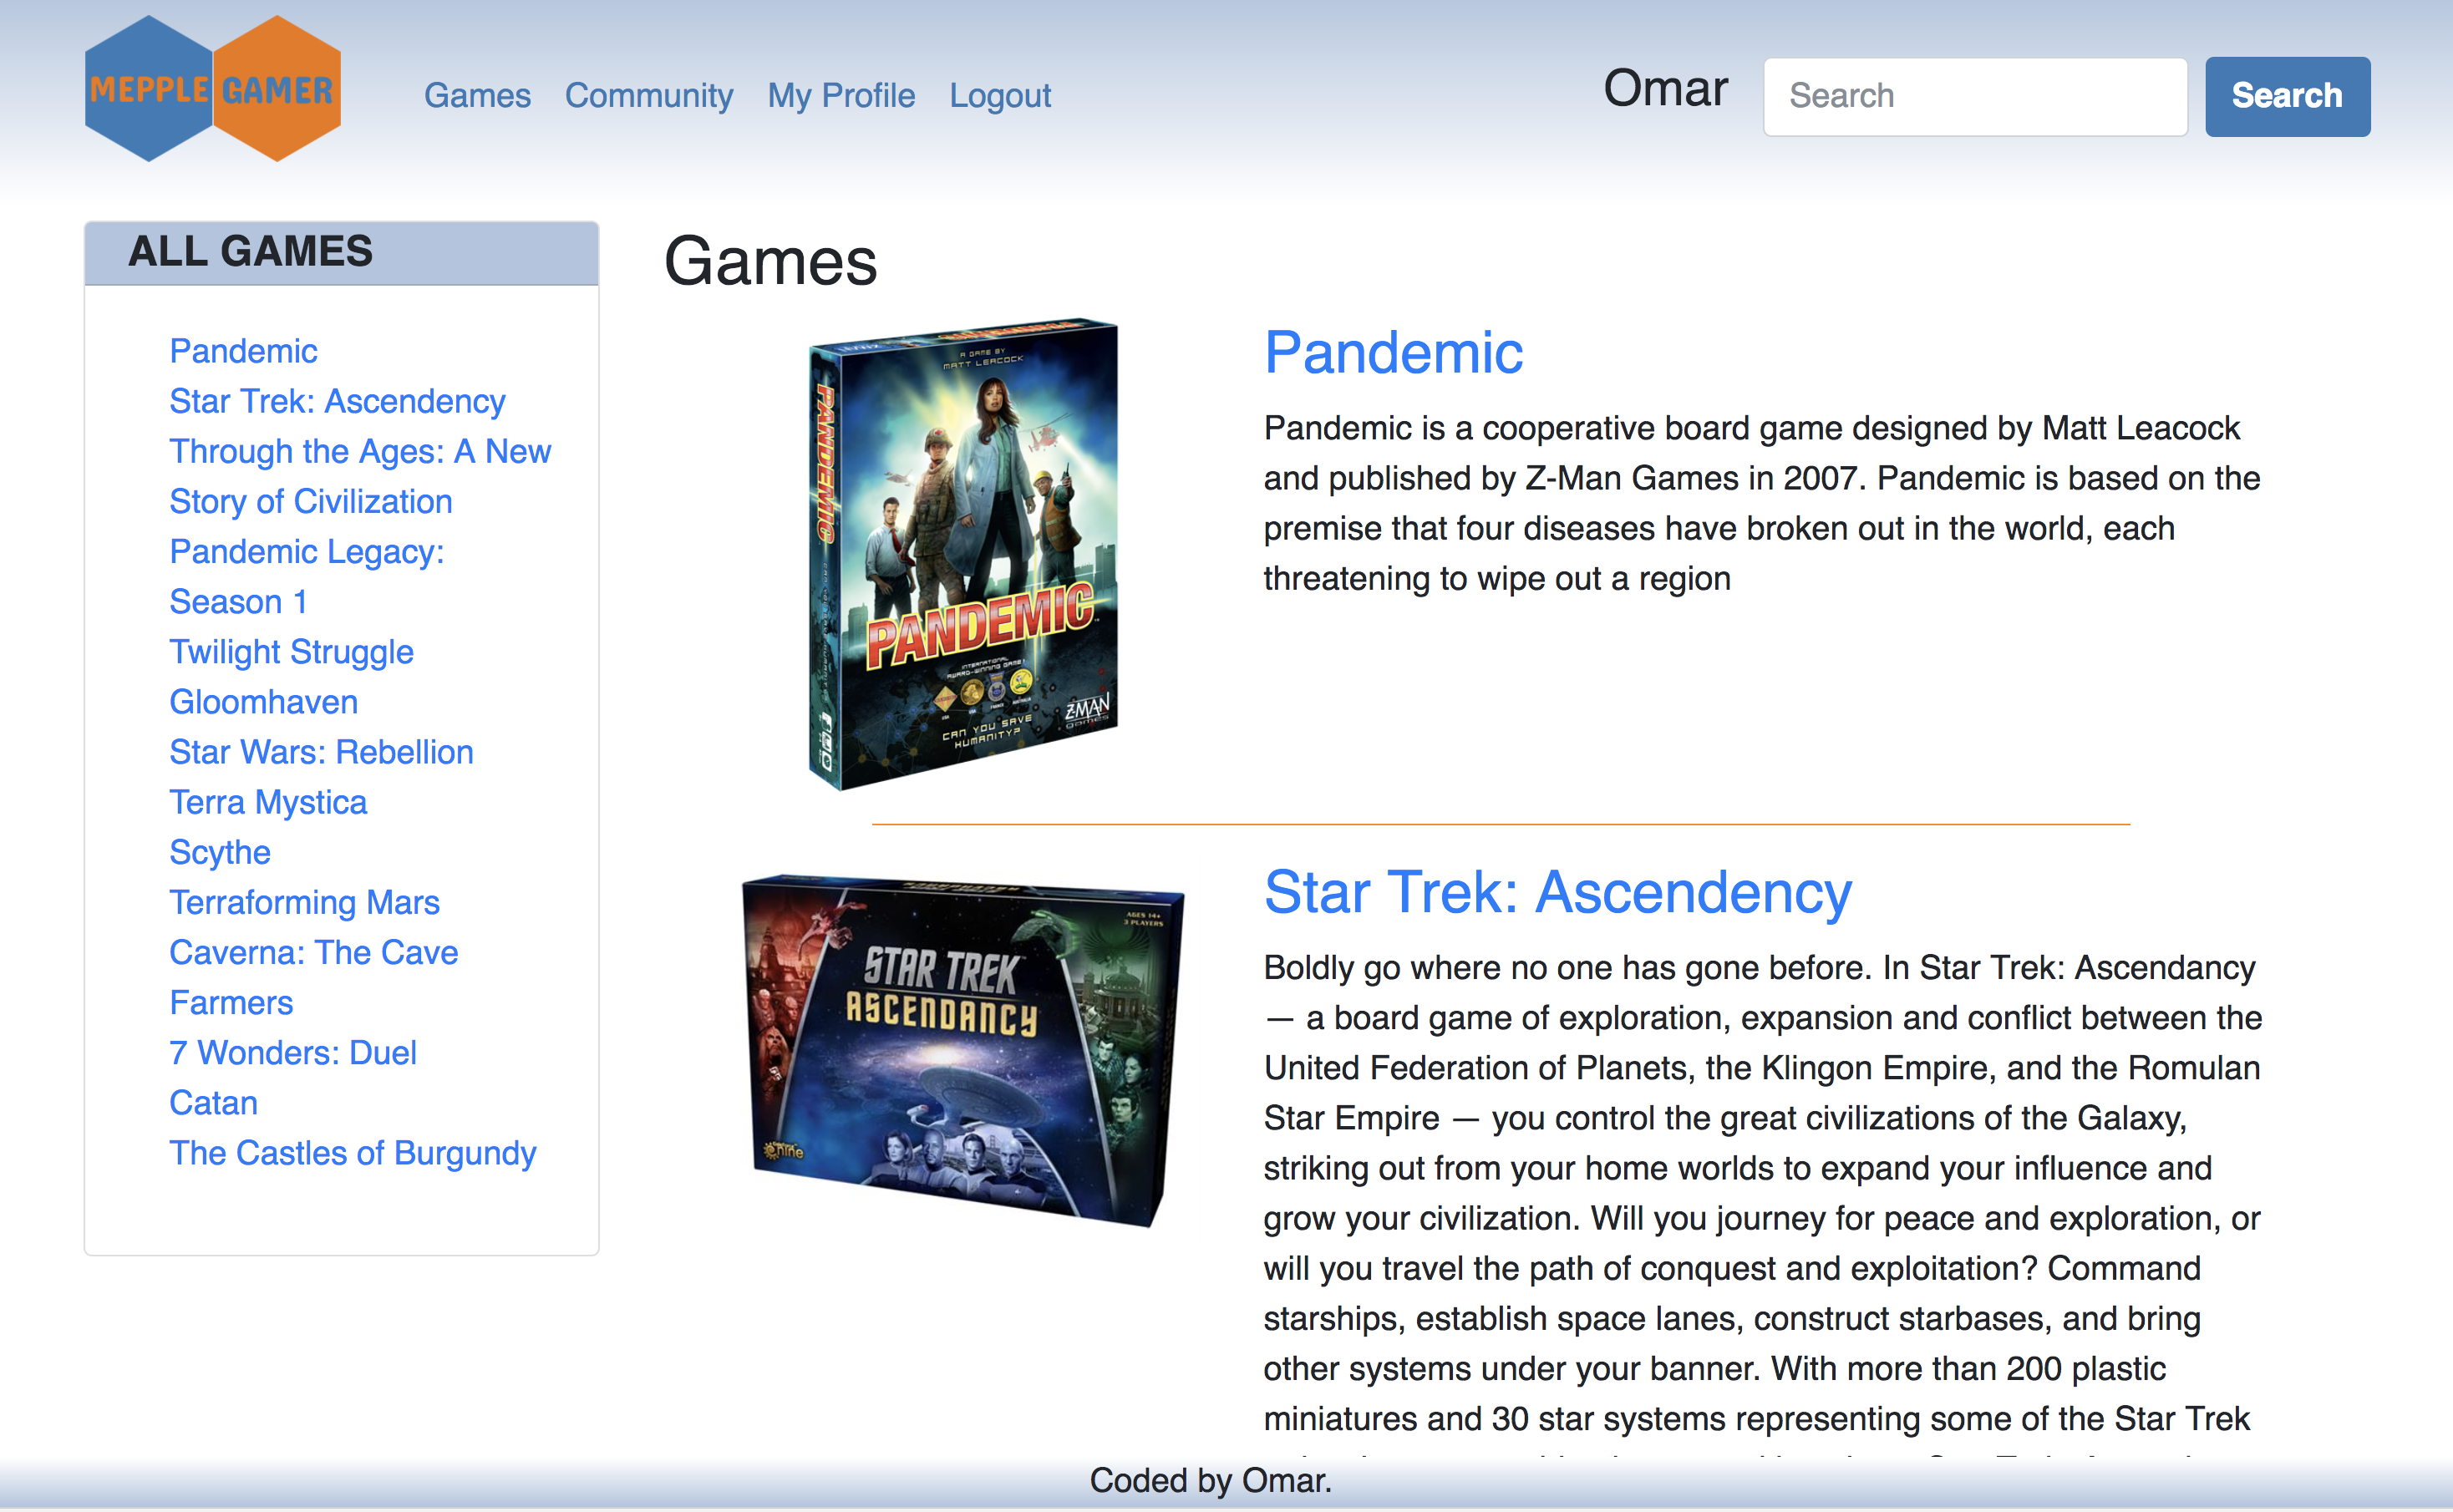 MEPPLE GAMER
Games Community My Profile Logout
Omar
Search
Search
ALL GAMES
Pandemic
Star Trek: Ascendency
Through the Ages: A New
Story of Civilization
Pandemic Legacy:
Season 1
Twilight Struggle
Gloomhaven
Star Wars: Rebellion
Terra Mystica
Scythe
Terraforming Mars
Caverna: The Cave
Farmers
7 Wonders: Duel
Catan
The Castles of Burgundy
Games
A GAME BY
MATT LEACOCK
PANDEMIC
PANDEMIC
INTERNATIONAL
AWARD-WINNING GAME!
CAN YOU SAVE
HUMANITY?
Z-MAN
games
Pandemic
Pandemic is a cooperative board game designed by Matt Leacock
and published by Z-Man Games in 2007. Pandemic is based on the
premise that four diseases have broken out in the world, each
threatening to wipe out a region
AGES 14+
3 PLAYERS
STAR TREK
ASCENDANCY
Star Trek: Ascendency
Boldly go where no one has gone before. In Star Trek: Ascendancy
— a board game of exploration, expansion and conflict between the
United Federation of Planets, the Klingon Empire, and the Romulan
Star Empire — you control the great civilizations of the Galaxy,
striking out from your home worlds to expand your influence and
grow your civilization. Will you journey for peace and exploration, or
will you travel the path of conquest and exploitation? Command
starships, establish space lanes, construct starbases, and bring
other systems under your banner. With more than 200 plastic
miniatures and 30 star systems representing some of the Star Trek
Coded by Omar.